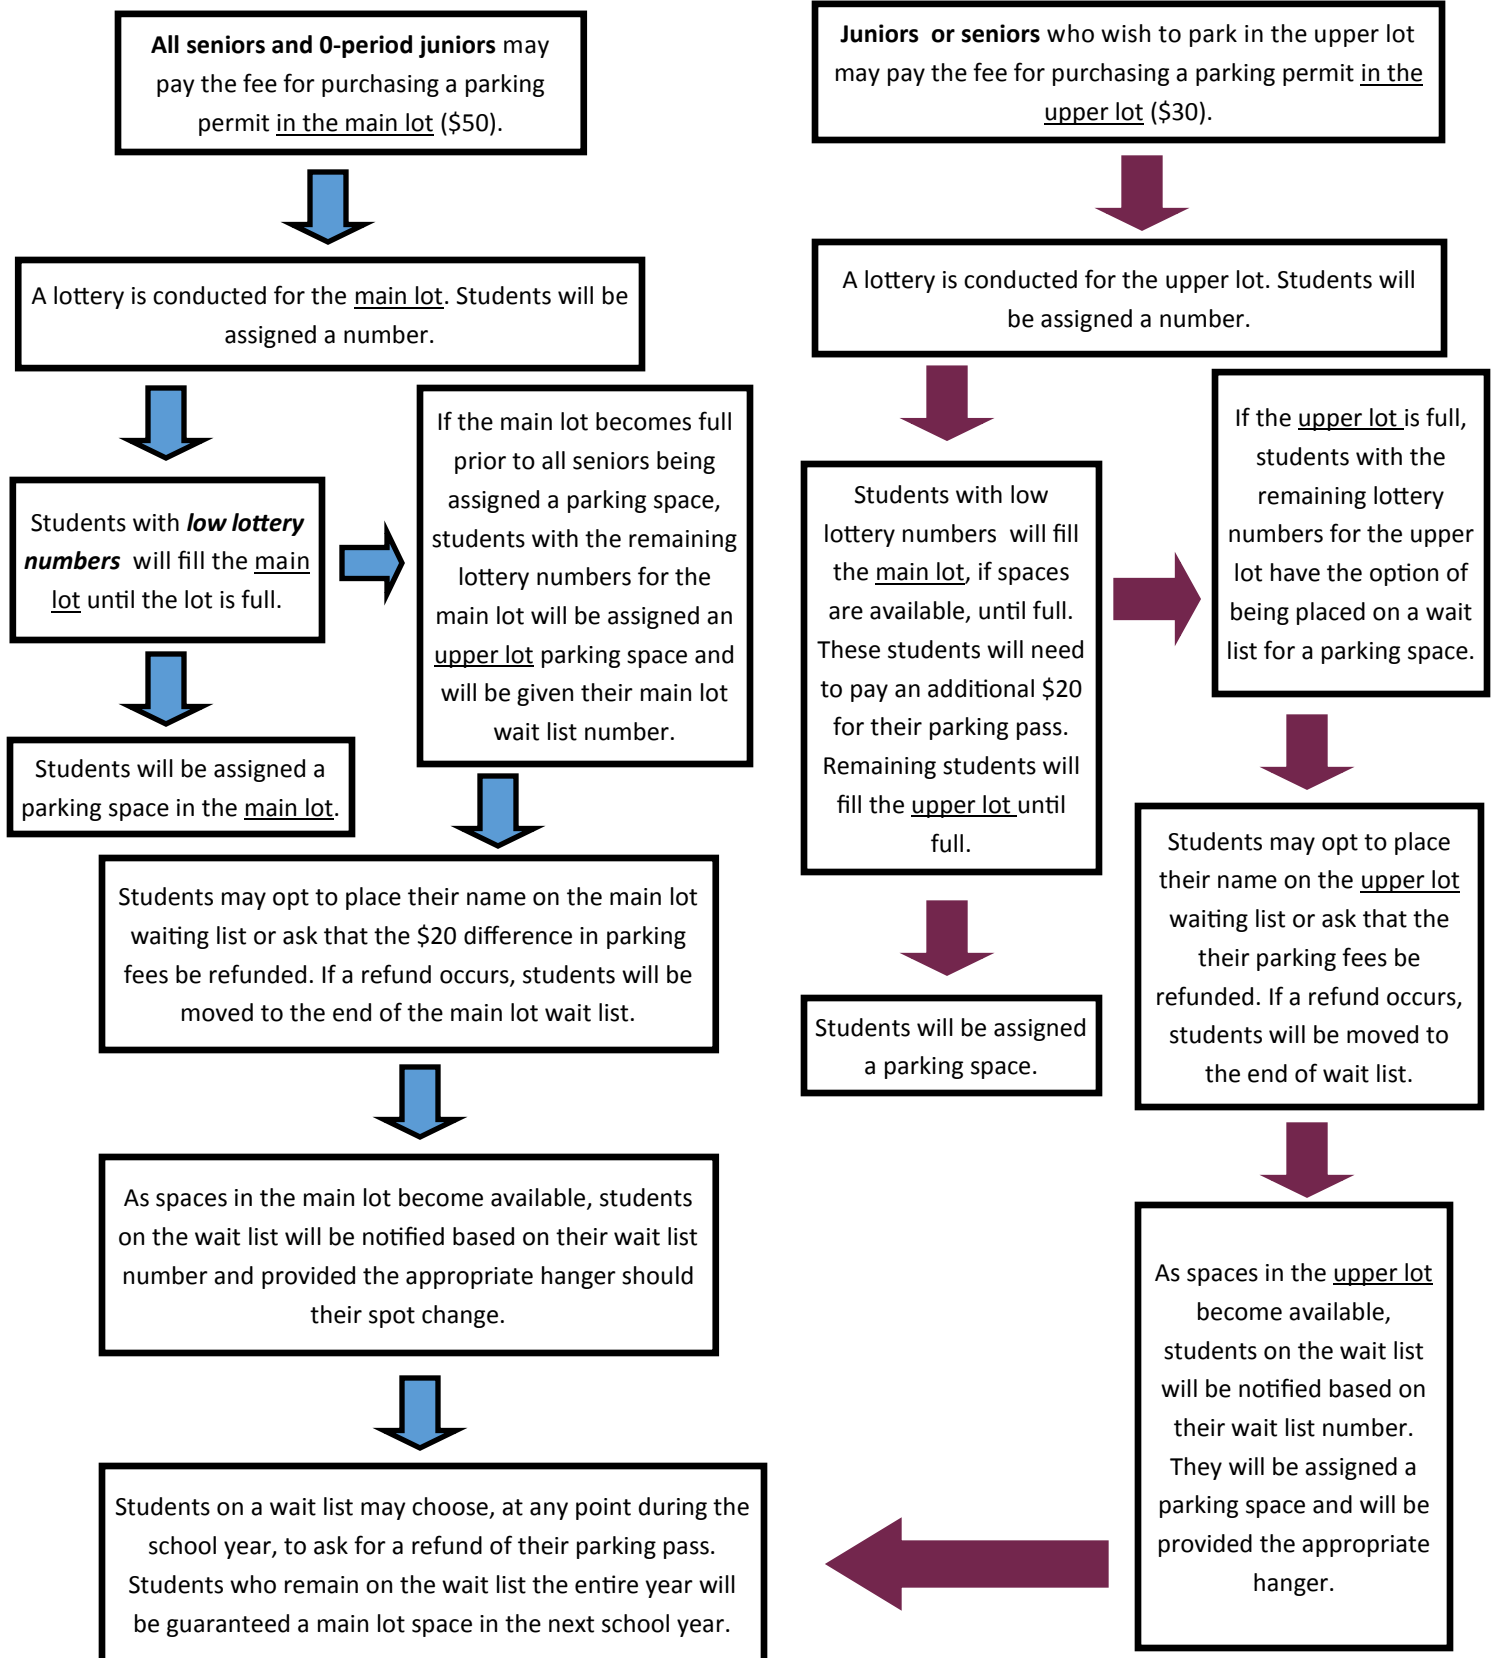 All seniors and 0-period juniors may
pay the fee for purchasing a parking
permit in the main lot ($50).
A lottery is conducted for the main lot. Students will be
assigned a number.
Students with low lottery
numbers will fill the main
lot until the lot is full.
If the main lot becomes full
prior to all seniors being
assigned a parking space,
students with the remaining
lottery numbers for the
main lot will be assigned an
upper lot parking space and
will be given their main lot
wait list number.
Students will be assigned a
parking space in the main lot.
Students may opt to place their name on the main lot
waiting list or ask that the $20 difference in parking
fees be refunded. If a refund occurs, students will be
moved to the end of the main lot wait list.
As spaces in the main lot become available, students
on the wait list will be notified based on their wait list
number and provided the appropriate hanger should
their spot change.
Students on a wait list may choose, at any point during the
school year, to ask for a refund of their parking pass.
Students who remain on the wait list the entire year will
be guaranteed a main lot space in the next school year.
Juniors or seniors who wish to park in the upper lot
may pay the fee for purchasing a parking permit in the
upper lot ($30).
A lottery is conducted for the upper lot. Students will
be assigned a number.
Students with low
lottery numbers will fill
the main lot, if spaces
are available, until full.
These students will need
to pay an additional $20
for their parking pass.
Remaining students will
fill the upper lot until
full.
Students will be assigned
a parking space.
If the upper lot is full,
students with the
remaining lottery
numbers for the upper
lot have the option of
being placed on a wait
list for a parking space.
Students may opt to place
their name on the upper lot
waiting list or ask that the
their parking fees be
refunded. If a refund occurs,
students will be moved to
the end of wait list.
As spaces in the upper lot
become available,
students on the wait list
will be notified based on
their wait list number.
They will be assigned a
parking space and will be
provided the appropriate
hanger.